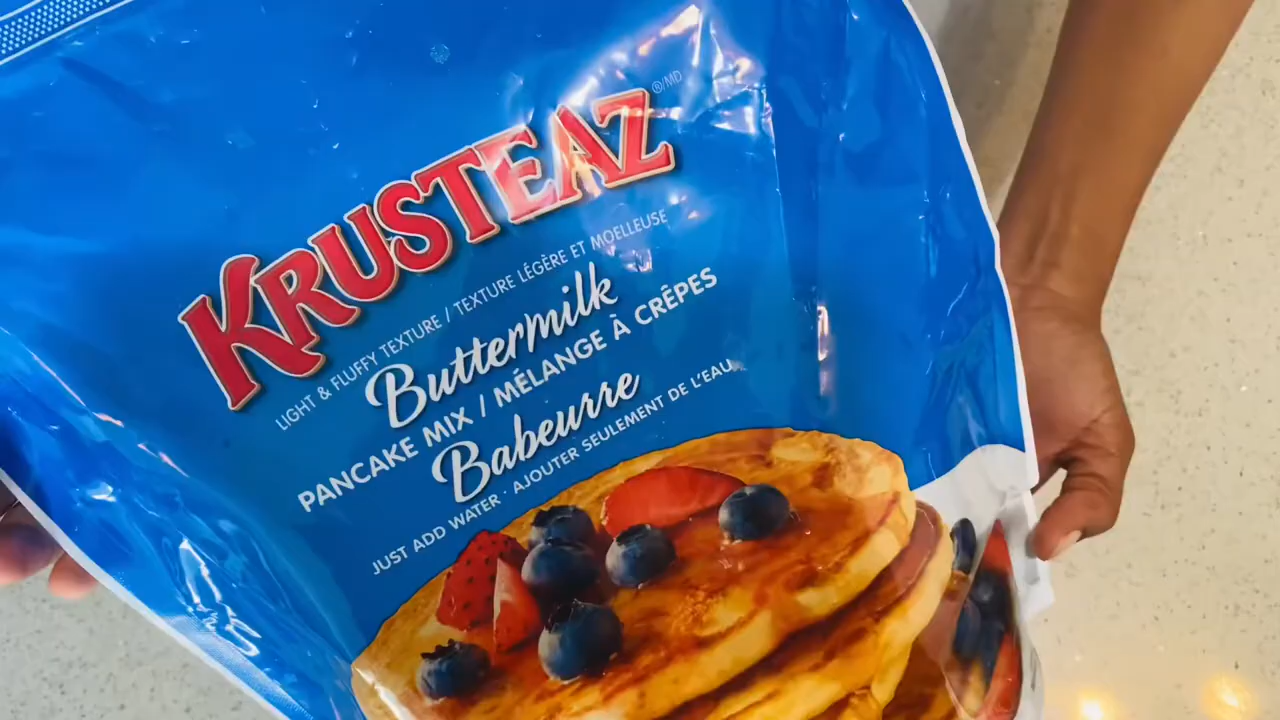 KRUSTEAZ ®/MD
LIGHT & FLUFFY TEXTURE / TEXTURE LÉGÈRE ET MOELLEUSE
Buttermilk
PANCAKE MIX / MÉLANGE À CRÊPES
Babeurre
JUST ADD WATER · AJOUTER SEULEMENT DE L'EAU